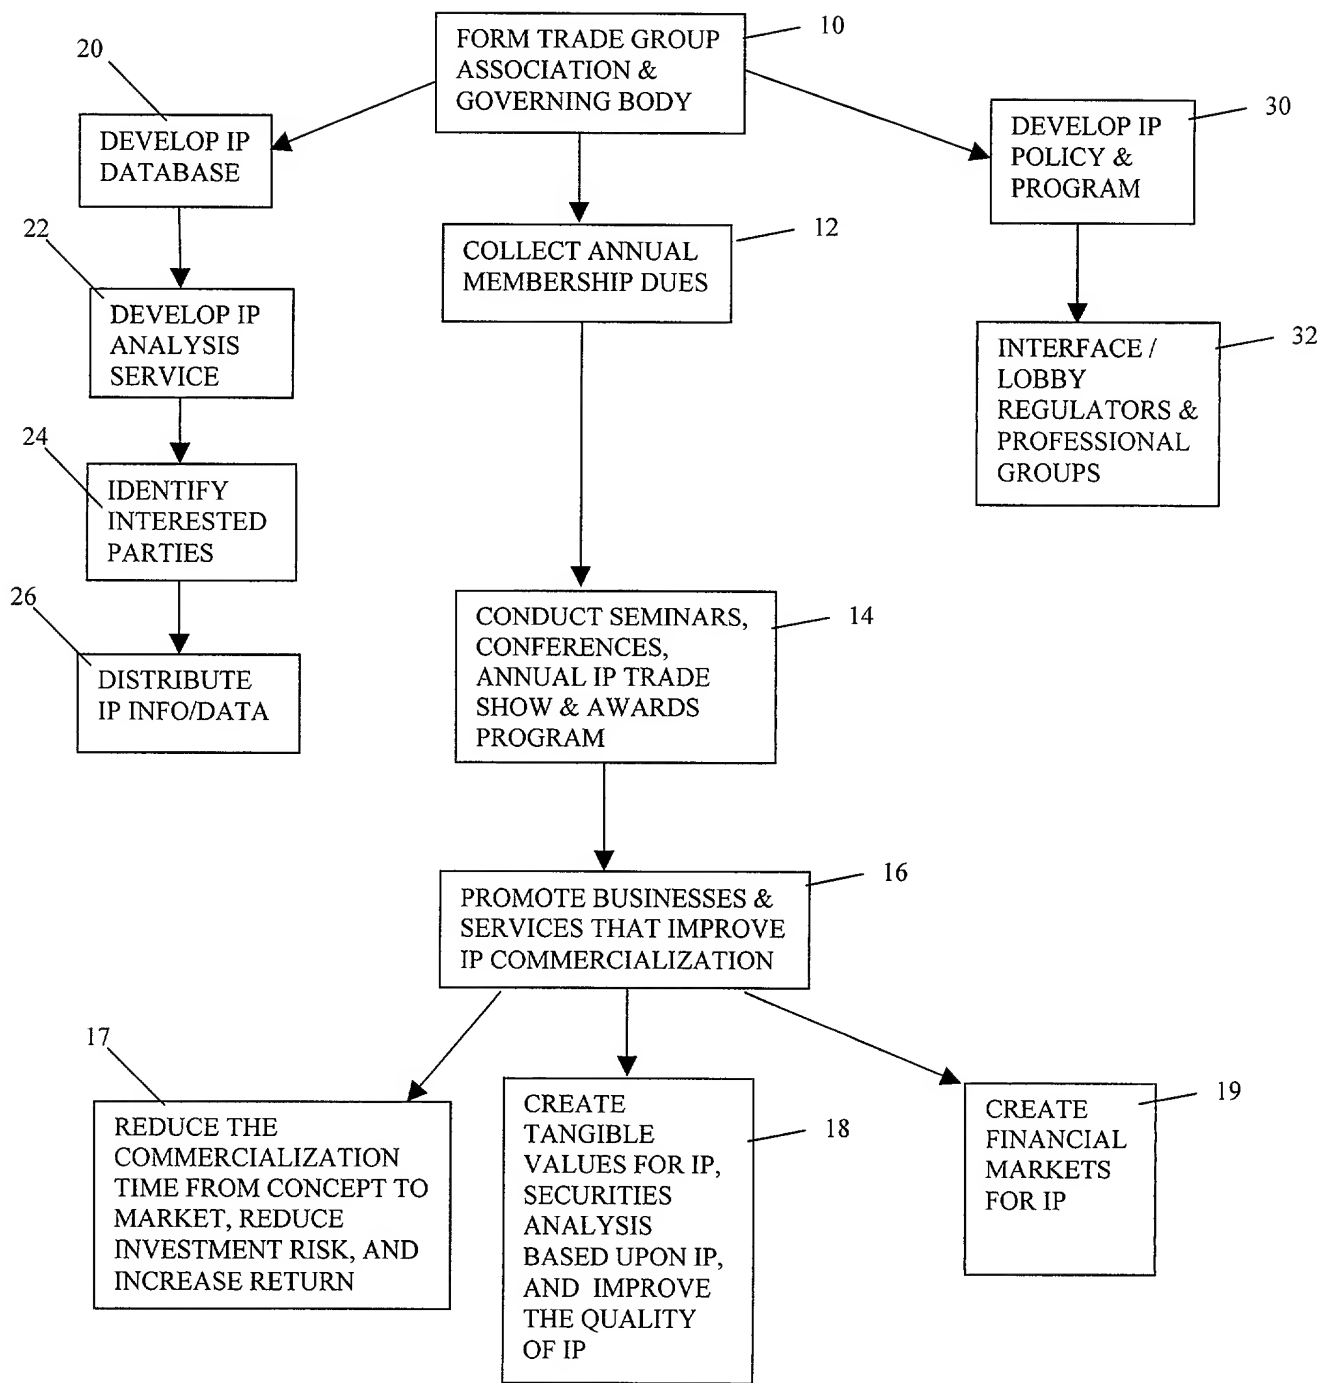 10
FORM TRADE GROUP
ASSOCIATION &
GOVERNING BODY
20
DEVELOP IP
DATABASE
30
DEVELOP IP
POLICY &
PROGRAM
12
COLLECT ANNUAL
MEMBERSHIP DUES
22
DEVELOP IP
ANALYSIS
SERVICE
32
INTERFACE /
LOBBY
REGULATORS &
PROFESSIONAL
GROUPS
24
IDENTIFY
INTERESTED
PARTIES
26
DISTRIBUTE
IP INFO/DATA
14
CONDUCT SEMINARS,
CONFERENCES,
ANNUAL IP TRADE
SHOW & AWARDS
PROGRAM
16
PROMOTE BUSINESSES &
SERVICES THAT IMPROVE
IP COMMERCIALIZATION
17
REDUCE THE
COMMERCIALIZATION
TIME FROM CONCEPT TO
MARKET, REDUCE
INVESTMENT RISK, AND
INCREASE RETURN
18
CREATE
TANGIBLE
VALUES FOR IP,
SECURITIES
ANALYSIS
BASED UPON IP,
AND IMPROVE
THE QUALITY
OF IP
19
CREATE
FINANCIAL
MARKETS
FOR IP